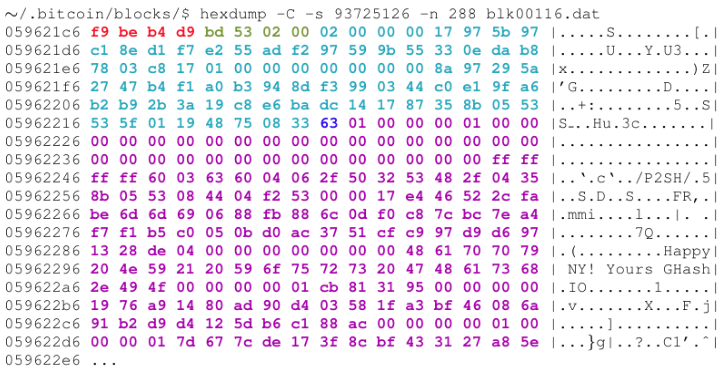 ~/.bitcoin/blocks/$ hexdump -C -s 93725126 -n 288 blk00116.dat
059621c6 f9 be b4 d9 bd 53 02 00 02 00 00 00 17 97 5b 97 |.....S........[.|
059621d6 c1 8e d1 f7 e2 55 ad f2 97 59 9b 55 33 0e da b8 |.....U...Y.U3...|
059621e6 78 03 c8 17 01 00 00 00 00 00 00 00 8a 97 29 5a |x.............)Z|
059621f6 27 47 b4 f1 a0 b3 94 8d f3 99 03 44 c0 e1 9f a6 |'G.........D....|
05962206 b2 b9 2b 3a 19 c8 e6 ba dc 14 17 87 35 8b 05 53 |..+:........5..S|
05962216 53 5f 01 19 48 75 08 33 63 01 00 00 00 01 00 00 |S_..Hu.3c.......|
05962226 00 00 00 00 00 00 00 00 00 00 00 00 00 00 00 00 |................|
05962236 00 00 00 00 00 00 00 00 00 00 00 00 00 00 ff ff |................|
05962246 ff ff 60 03 63 60 04 06 2f 50 32 53 48 2f 04 35 |..`.c`../P2SH/.5|
05962256 8b 05 53 08 44 04 f2 53 00 00 17 e4 46 52 2c fa |..S.D..S....FR,.|
05962266 be 6d 6d 69 06 88 fb 88 6c 0d f0 c8 7c bc 7e a4 |.mmi....l...|. .|
05962276 f7 f1 b5 c0 05 0b d0 ac 37 51 cf c9 97 d9 d6 97 |........7Q......|
05962286 13 28 de 04 00 00 00 00 00 00 00 48 61 70 70 79 |.(.........Happy|
05962296 20 4e 59 21 20 59 6f 75 72 73 20 47 48 61 73 68 | NY! Yours GHash|
059622a6 2e 49 4f 00 00 00 00 01 cb 81 31 95 00 00 00 00 |.IO.......1.....|
059622b6 19 76 a9 14 80 ad 90 d4 03 58 1f a3 bf 46 08 6a |.v.......X...F.j|
059622c6 91 b2 d9 d4 12 5d b6 c1 88 ac 00 00 00 00 01 00 |.....]..........|
059622d6 00 00 01 7d 67 7c de 17 3f 8c bf 43 31 27 a8 5e |...}g|..?..C1'.^|
059622e6 ...